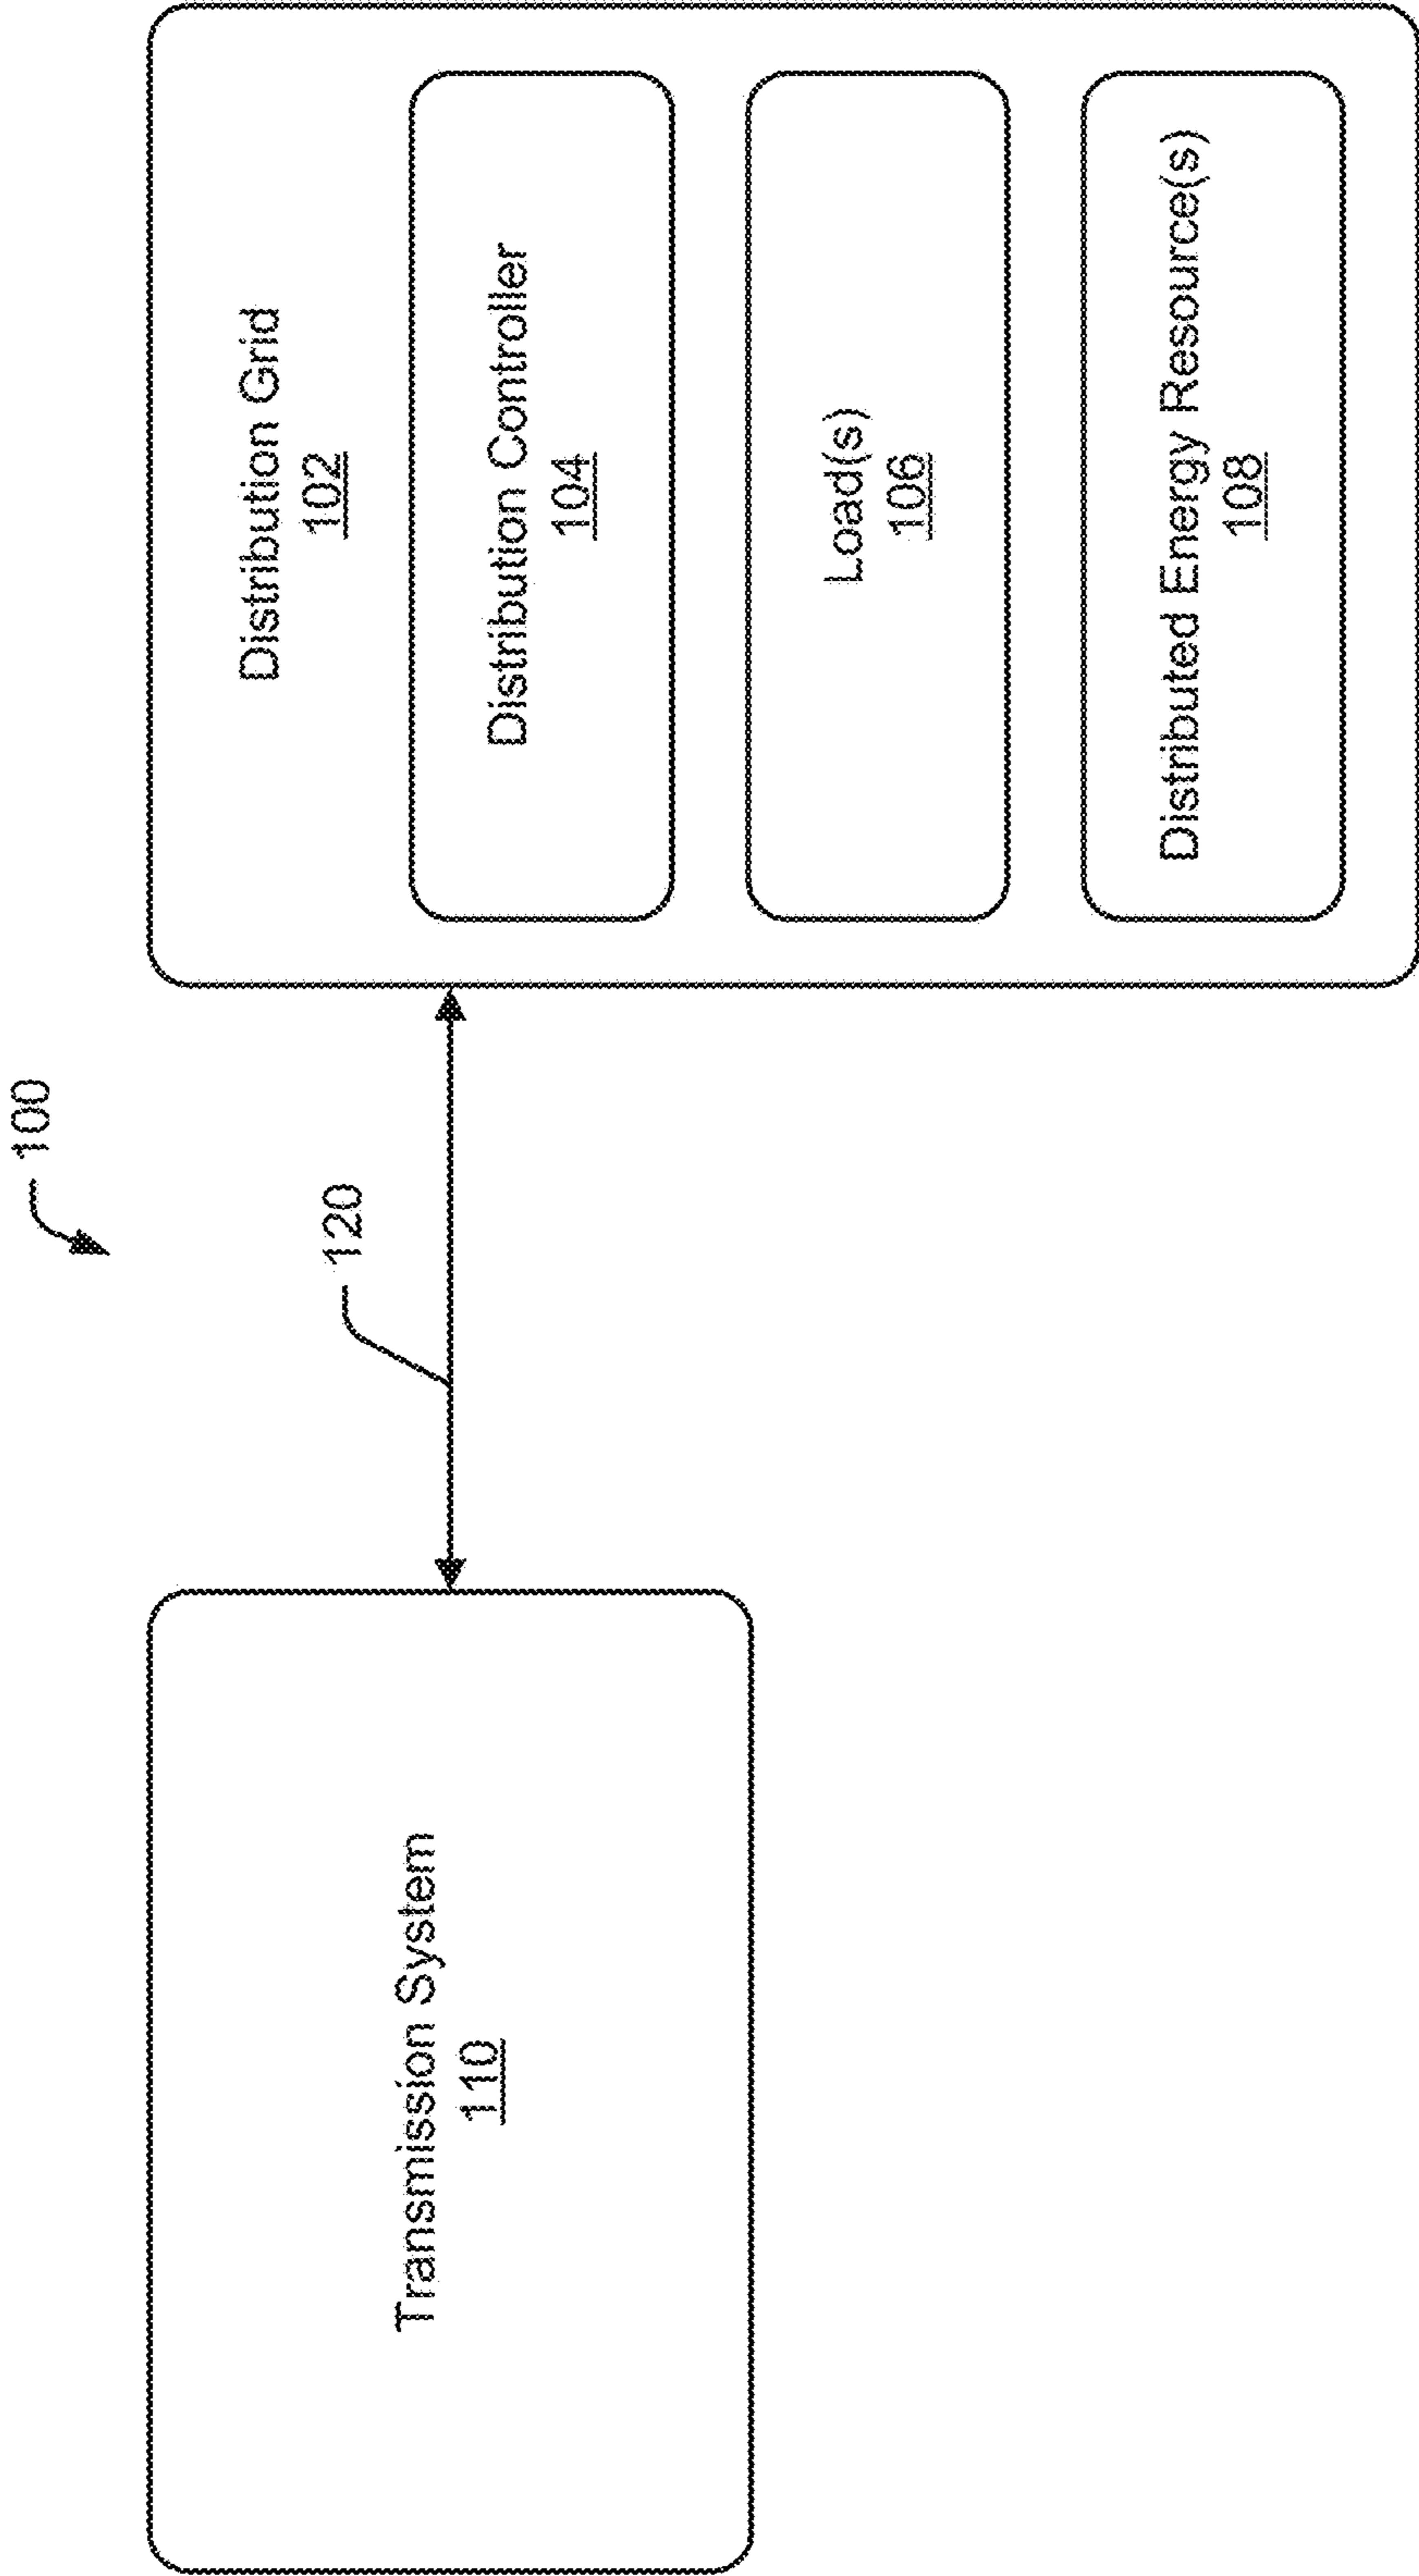 100
Transmission System
110
120
Distribution Grid
102
Distribution Controller
104
Load(s)
106
Distributed Energy Resource(s)
108